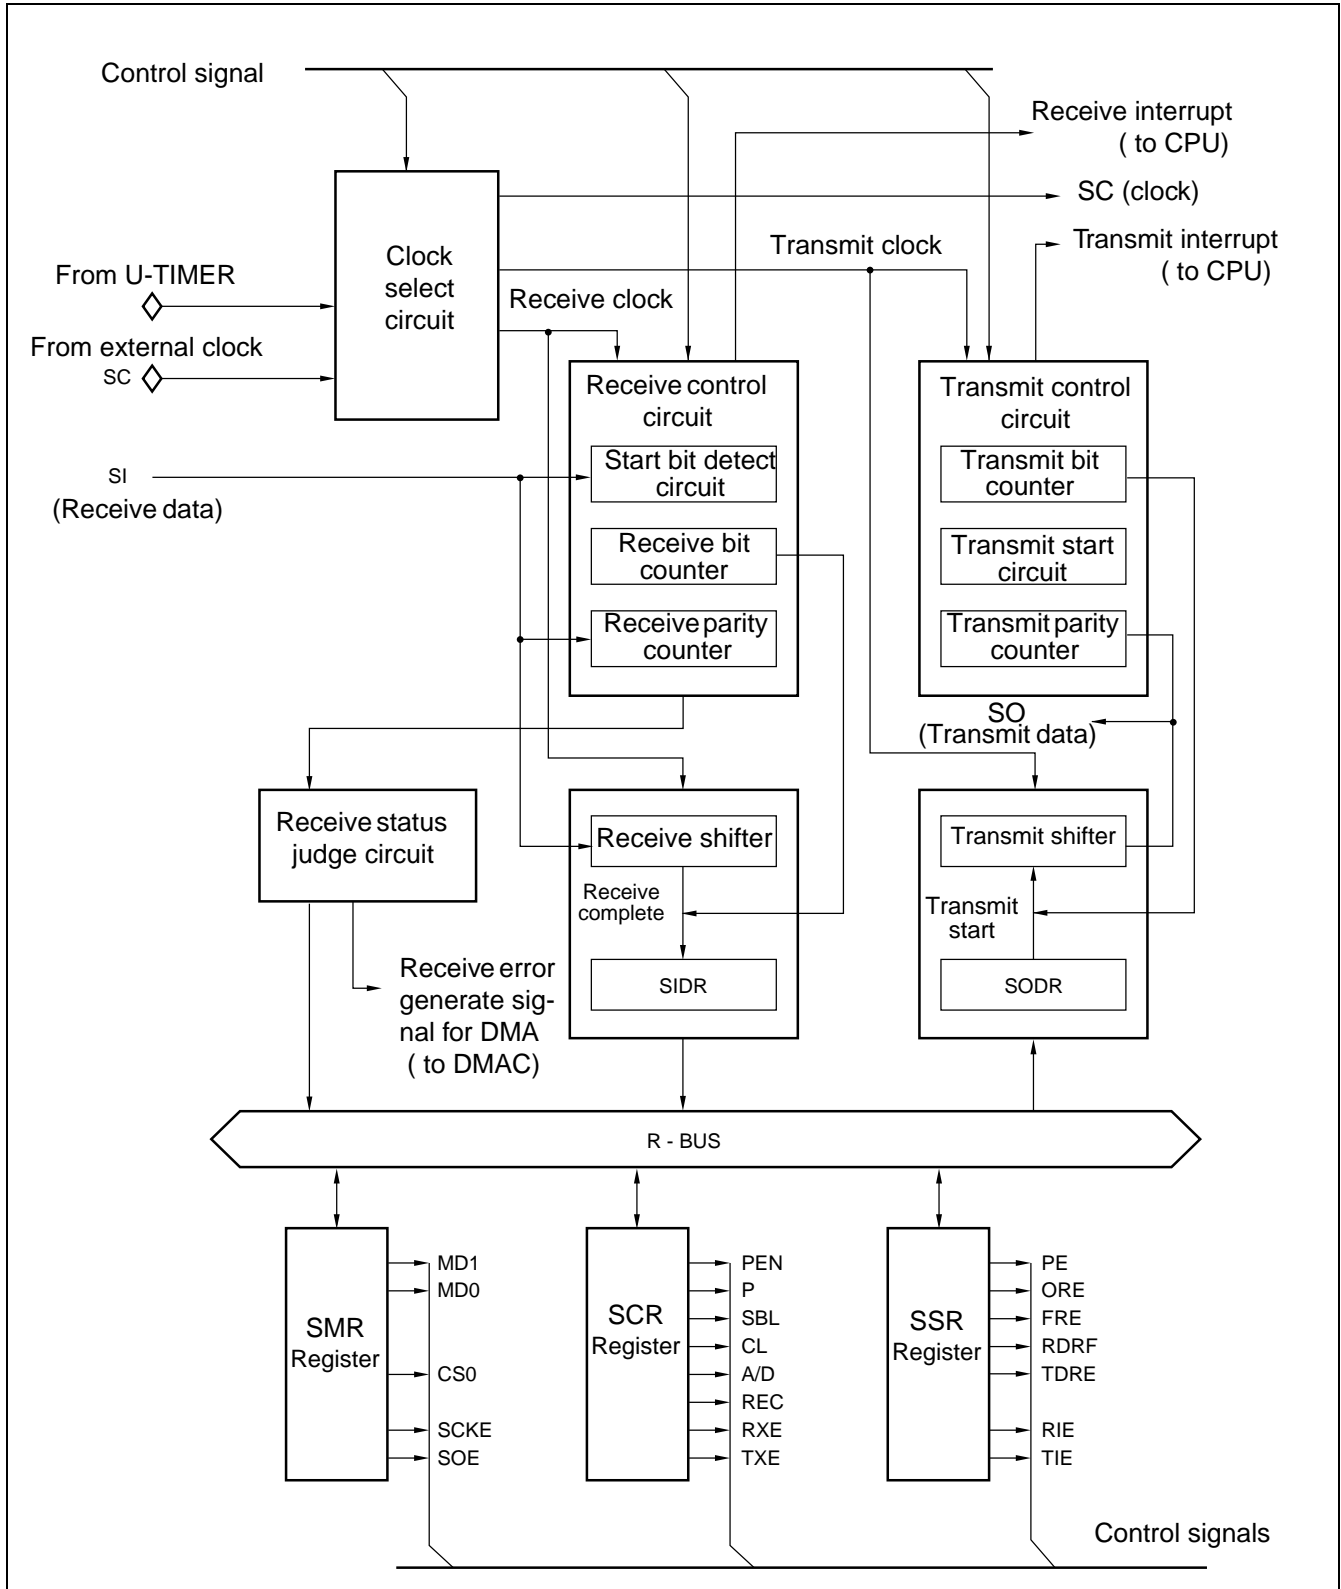 Control signal
Receive interrupt
( to CPU)
SC (clock)
Transmit clock
Transmit interrupt
( to CPU)
Clock
select
circuit
From U-TIMER
Receive clock
From external clock
SC
Receive control
circuit
Transmit control
circuit
SI
(Receive data)
Start bit detect
circuit
Transmit bit
counter
Receive bit
counter
Transmit start
circuit
Receive parity
counter
Transmit parity
counter
SO
(Transmit data)
Receive status
judge circuit
Receive shifter
Transmit shifter
Receive
complete
Transmit
start
Receive error
generate sig-
nal for DMA
( to DMAC)
SIDR
SODR
R - BUS
SMR
Register
MD1
MD0
CS0
SCKE
SOE
SCR
Register
PEN
P
SBL
CL
A/D
REC
RXE
TXE
SSR
Register
PE
ORE
FRE
RDRF
TDRE
RIE
TIE
Control signals